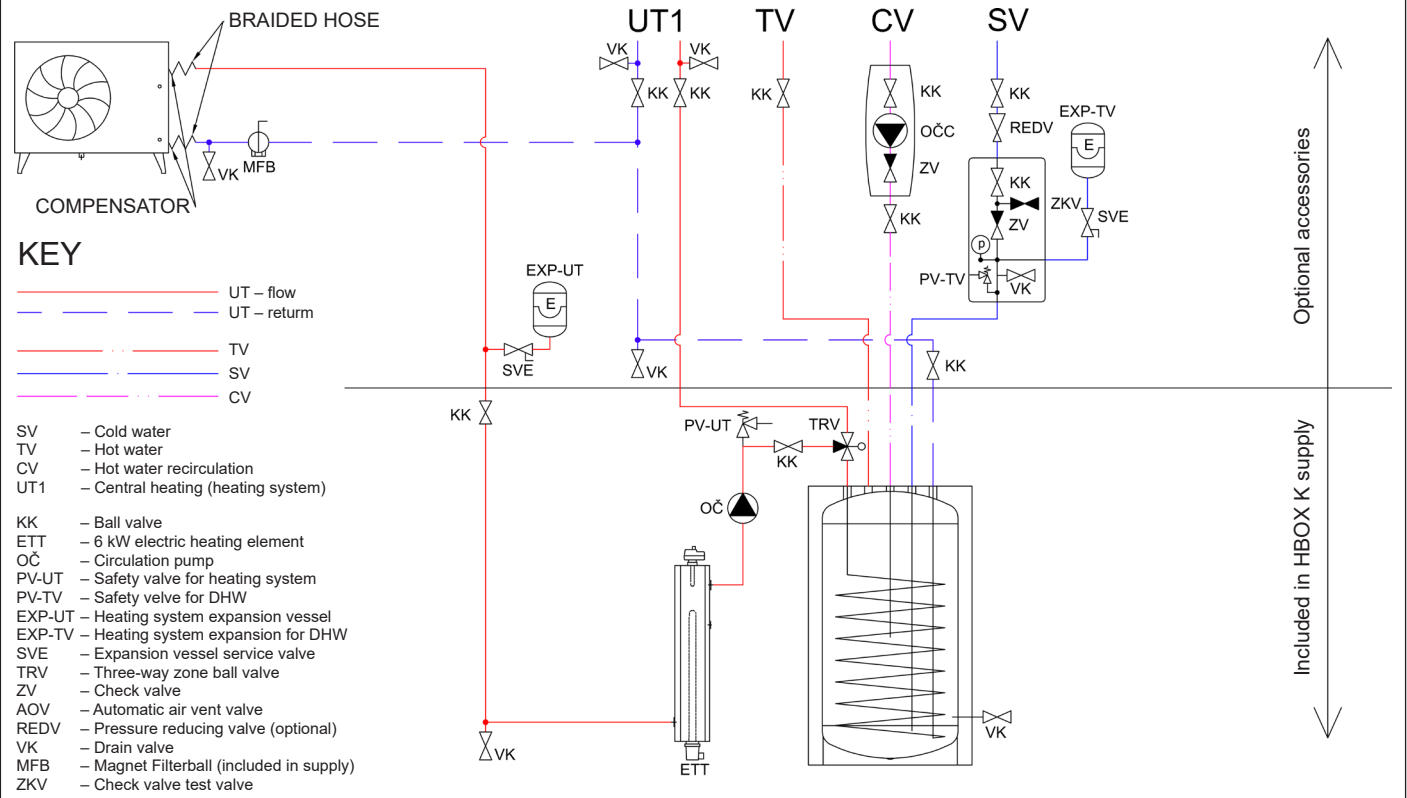 BRAIDED HOSE
UT1
TV
CV
SV
VK
VK
KK
KK
KK
KK
KK
OČC
REDV
EXP-TV
E
ZV
KK
ZKV
SVE
ZV
KK
p
PV-TV
VK
VK
MFB
COMPENSATOR
Optional accessories
KEY
UT – flow
UT – returm
TV
SV
CV
EXP-UT
E
SVE
VK
KK
KK
PV-UT
TRV
KK
OČ
ETT
VK
VK
Included in HBOX K supply
SV – Cold water
TV – Hot water
CV – Hot water recirculation
UT1 – Central heating (heating system)
KK – Ball valve
ETT – 6 kW electric heating element
OČ – Circulation pump
PV-UT – Safety valve for heating system
PV-TV – Safety velve for DHW
EXP-UT – Heating system expansion vessel
EXP-TV – Heating system expansion for DHW
SVE – Expansion vessel service valve
TRV – Three-way zone ball valve
ZV – Check valve
AOV – Automatic air vent valve
REDV – Pressure reducing valve (optional)
VK – Drain valve
MFB – Magnet Filterball (included in supply)
ZKV – Check valve test valve